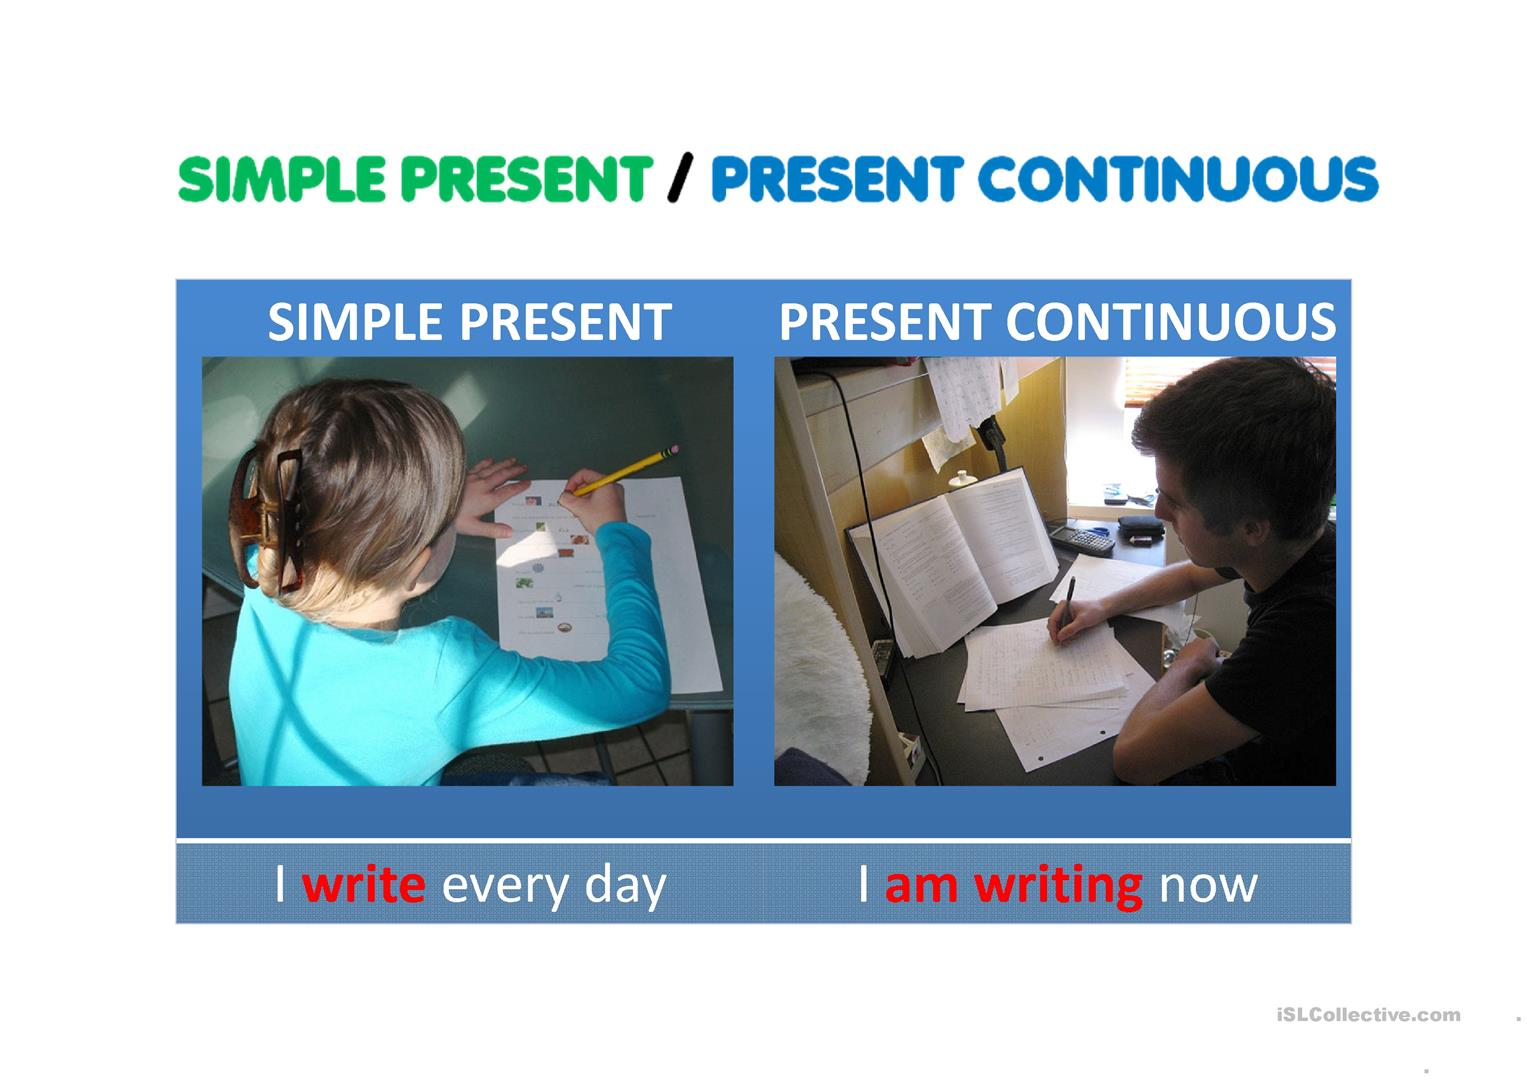 SIMPLE PRESENT / PRESENT CONTINUOUS
SIMPLE PRESENT
PRESENT CONTINUOUS
I write every day
I am writing now
iSLCollective.com